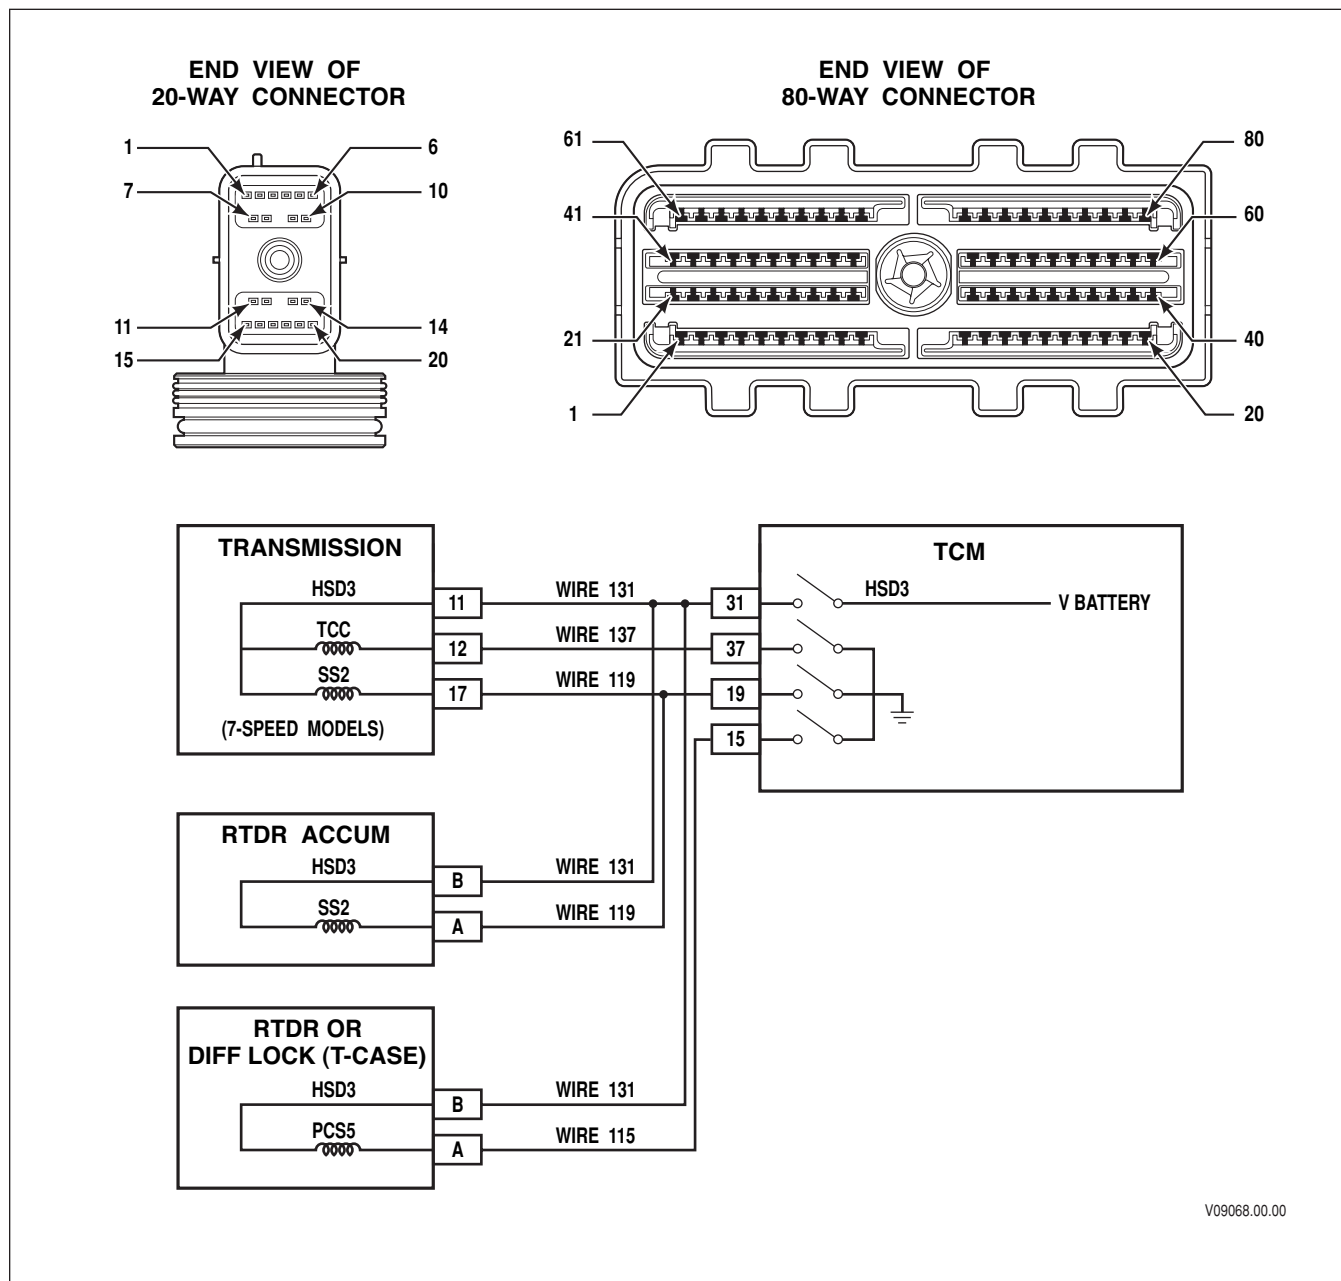 END VIEW OF
20-WAY CONNECTOR
END VIEW OF
80-WAY CONNECTOR
1
6
7
10
11
14
15
20
61
80
41
60
21
40
1
20
TRANSMISSION
HSD3
11
WIRE 131
TCC
12
WIRE 137
SS2
17
WIRE 119
(7-SPEED MODELS)
TCM
31
HSD3
V BATTERY
37
19
15
RTDR ACCUM
HSD3
B
WIRE 131
SS2
A
WIRE 119
RTDR OR
DIFF LOCK (T-CASE)
HSD3
B
WIRE 131
PCS5
A
WIRE 115
V09068.00.00